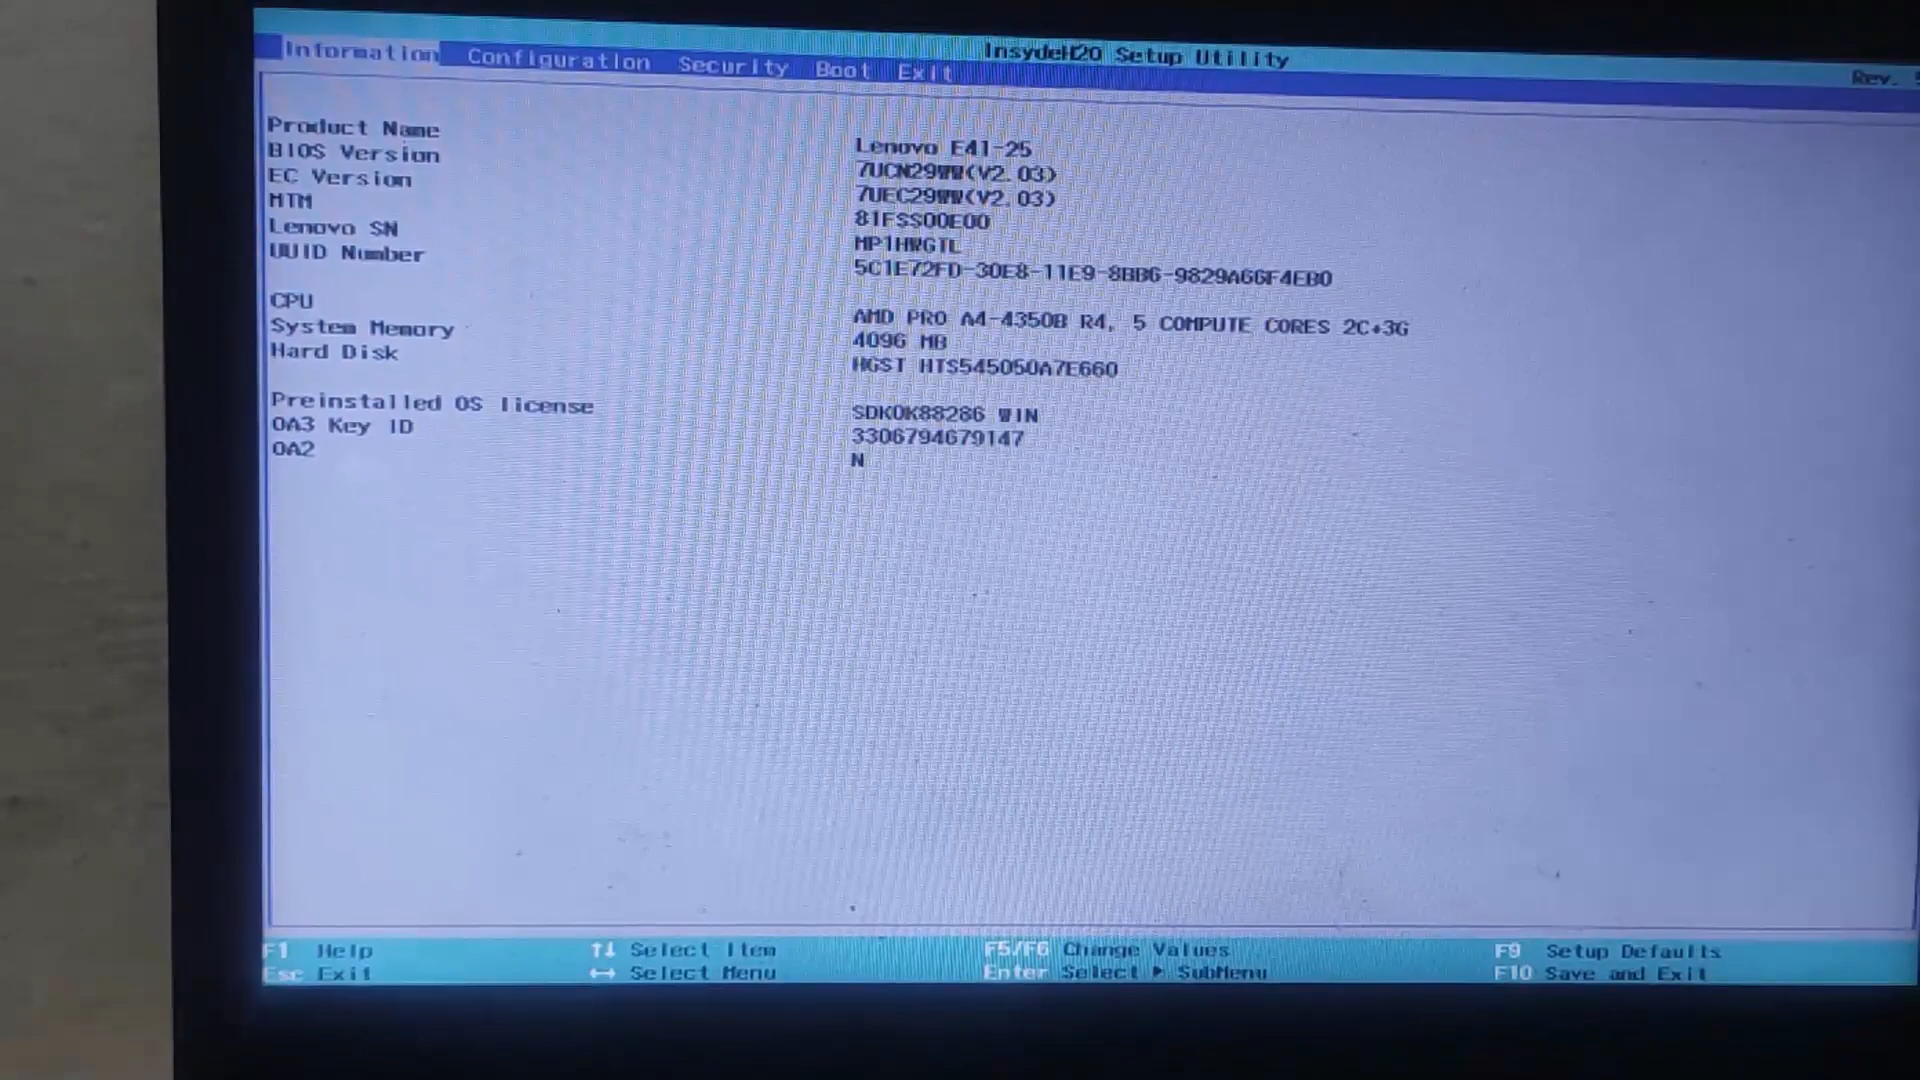 InsydeH20 Setup Utility
Rev.
Information Configuration Security Boot Exit
Product Name Lenovo E41-25
BIOS Version 7UCN29WW(V2.03)
EC Version 7UEC29WW(V2.03)
MTM 81FSS00E00
Lenovo SN MP1HWGTL
UUID Number 5C1E72FD-30E8-11E9-8BB6-9829A66F4EB0
CPU AMD PRO A4-4350B R4, 5 COMPUTE CORES 2C+3G
System Memory 4096 MB
Hard Disk HGST HTS545050A7E660
Preinstalled OS license SDK0K88286 WIN
OA3 Key ID 3306794679147
OA2 N
F1 Help ↑↓ Select Item F5/F6 Change Values F9 Setup Defaults
Esc Exit ↔ Select Menu Enter Select ▶ SubMenu F10 Save and Exit